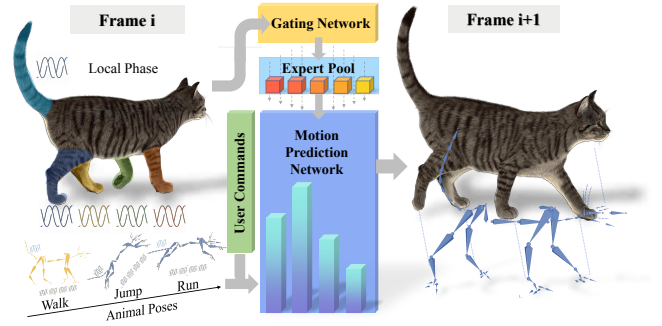 Frame i
Gating Network
Frame i+1
Local Phase
Expert Pool
User Commands
Motion
Prediction
Network
Walk
Jump
Run
Animal Poses